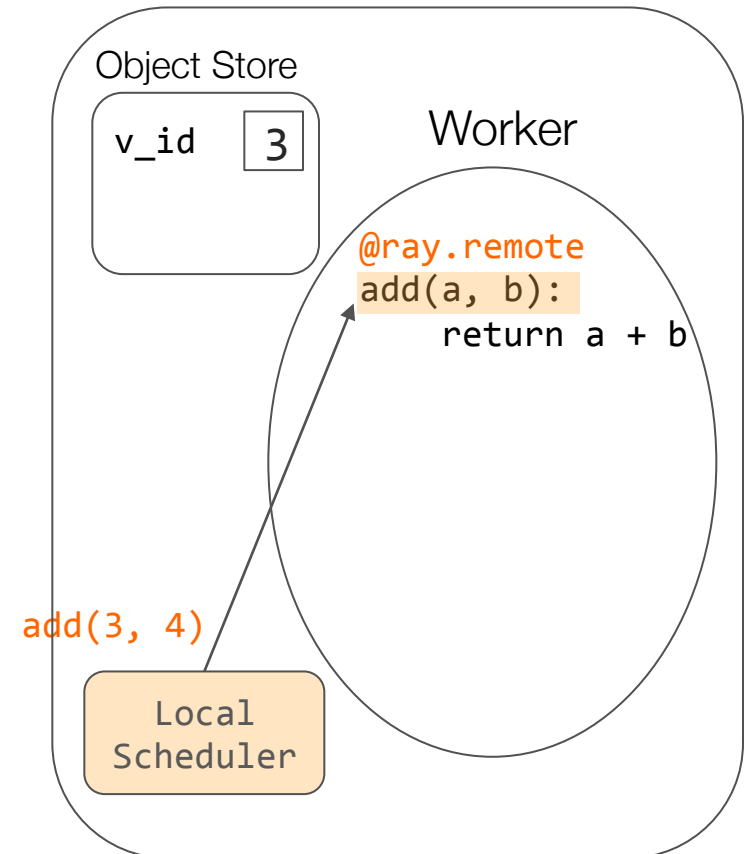 Object Store
v_id 3
Worker
@ray.remote
add(a, b):
    return a + b
add(3, 4)
Local
Scheduler